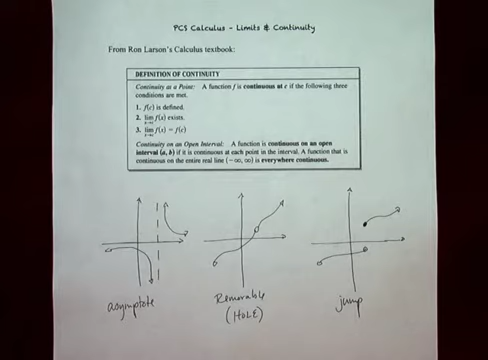 PCS Calculus - Limits & Continuity
From Ron Larson's Calculus textbook:
DEFINITION OF CONTINUITY
Continuity at a Point: A function f is continuous at c if the following three
conditions are met.
1. f(c) is defined.
2. lim f(x) exists.
x→c
3. lim f(x) = f(c)
x→c
Continuity on an Open Interval: A function is continuous on an open
interval (a, b) if it is continuous at each point in the interval. A function that is
continuous on the entire real line (−∞, ∞) is everywhere continuous.
asymptote
Removable
(HOLE)
jump